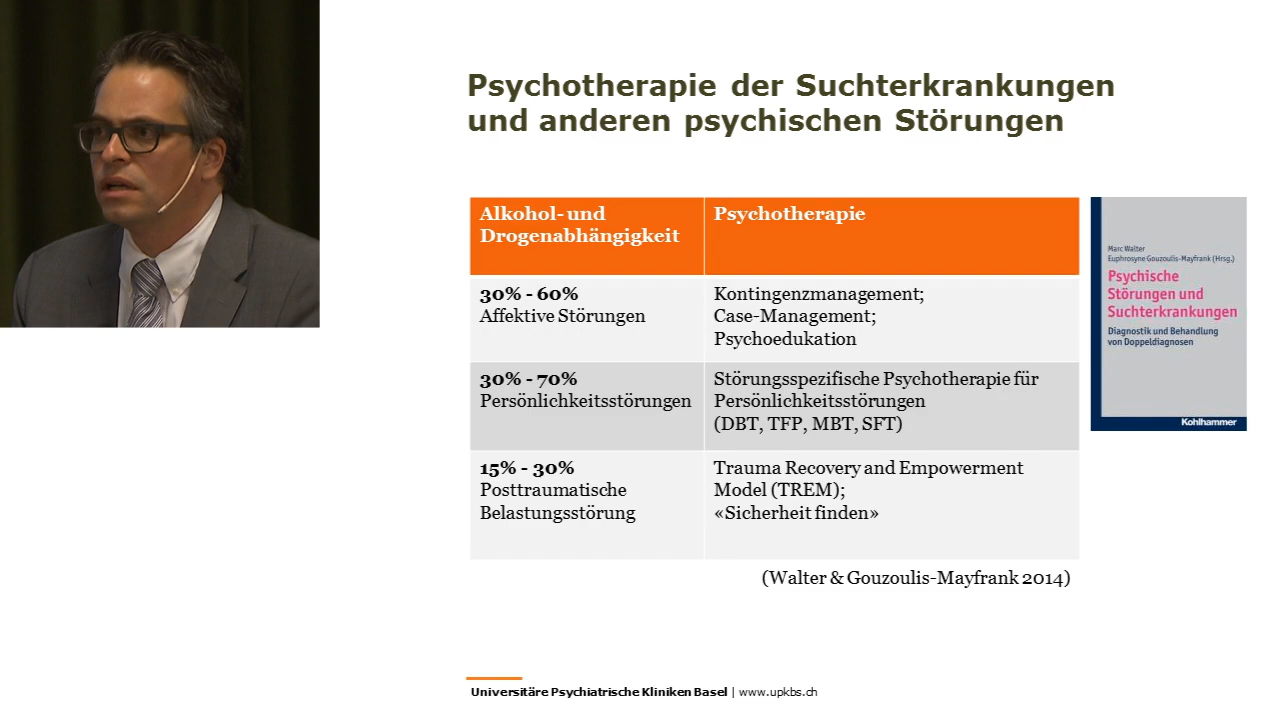 Psychotherapie der Suchterkrankungen
und anderen psychischen Störungen
Alkohol- und
Drogenabhängigkeit
Psychotherapie
30% - 60%
Affektive Störungen
Kontingenzmanagement;
Case-Management;
Psychoedukation
30% - 70%
Persönlichkeitsstörungen
Störungsspezifische Psychotherapie für
Persönlichkeitsstörungen
(DBT, TFP, MBT, SFT)
15% - 30%
Posttraumatische
Belastungsstörung
Trauma Recovery and Empowerment
Model (TREM);
«Sicherheit finden»
(Walter & Gouzoulis-Mayfrank 2014)
Marc Walter
Euphrosyne Gouzoulis-Mayfrank (Hrsg.)
Psychische
Störungen und
Suchterkrankungen
Diagnostik und Behandlung
von Doppeldiagnosen
Kohlhammer
Universitäre Psychiatrische Kliniken Basel | www.upkbs.ch